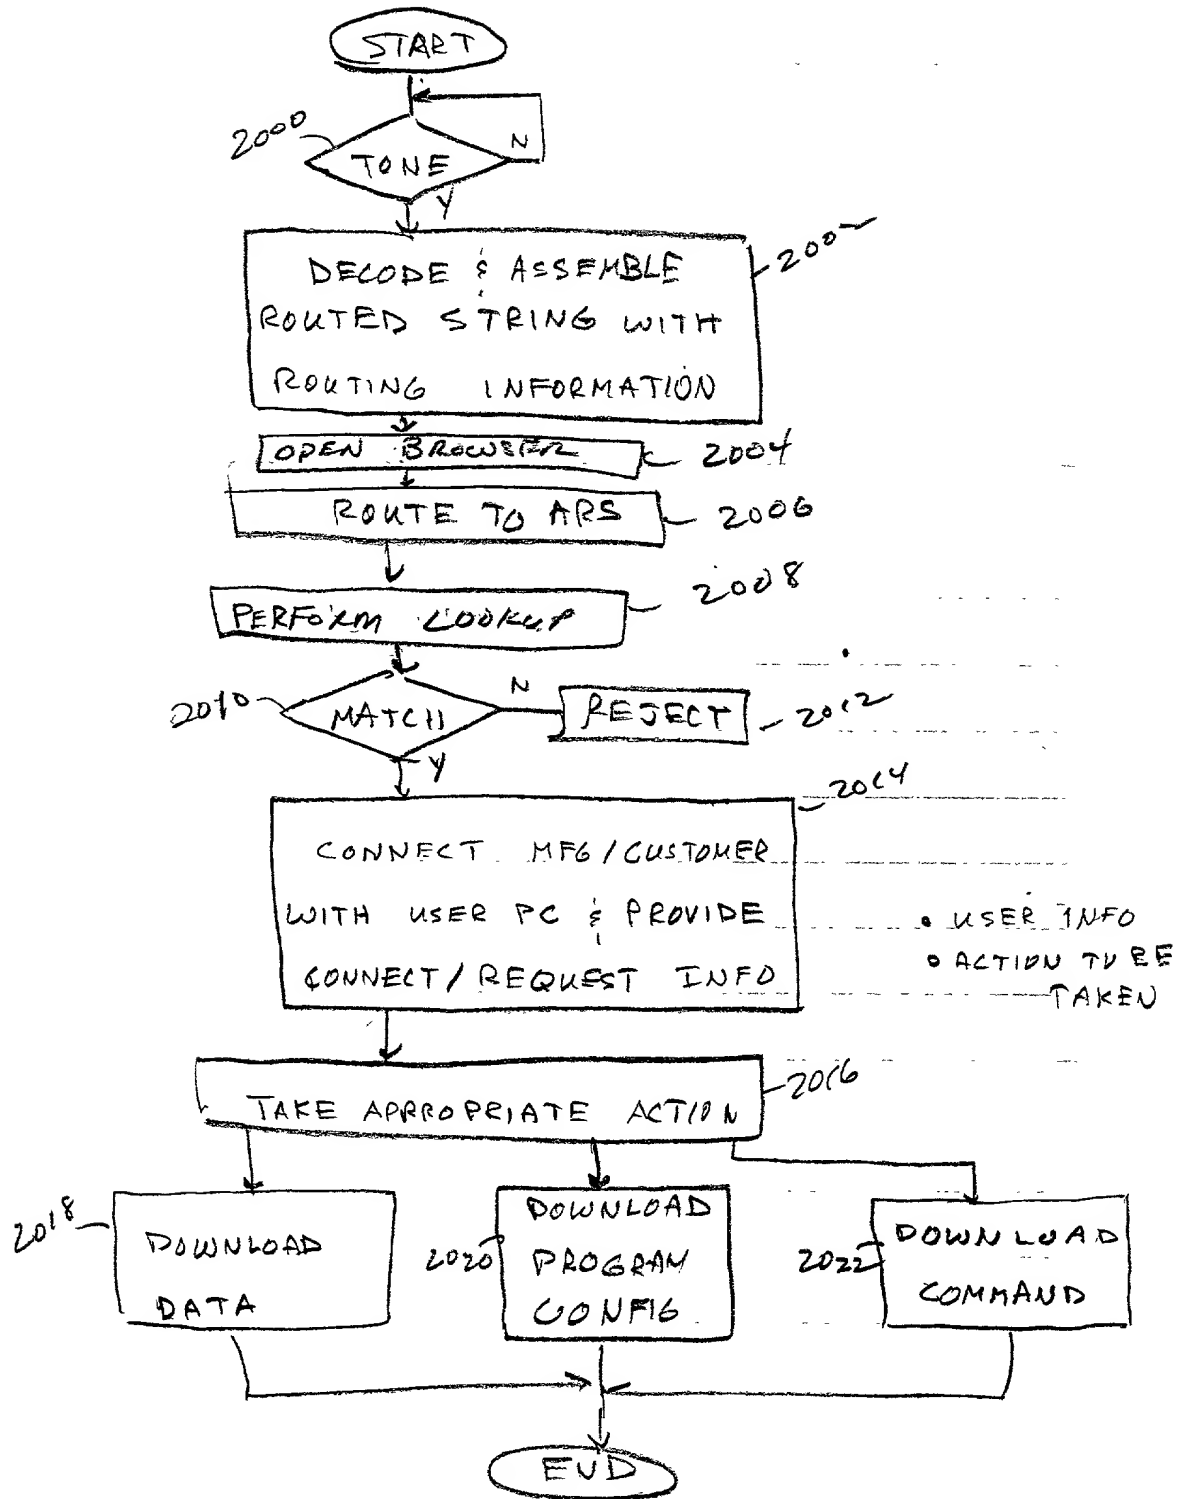 START
2000
TONE
N
Y
DECODE & ASSEMBLE
ROUTED STRING WITH
ROUTING INFORMATION
2002
OPEN BROWSER
2004
ROUTE TO ARS
2006
PERFORM LOOKUP
2008
2010
MATCH
N
REJECT
2012
Y
2014
CONNECT MFG/CUSTOMER
WITH USER PC & PROVIDE
CONNECT/REQUEST INFO
• USER INFO
• ACTION TO BE
TAKEN
2016
TAKE APPROPRIATE ACTION
2018
DOWNLOAD
DATA
2020
DOWNLOAD
PROGRAM
CONFIG
2022
DOWNLOAD
COMMAND
END